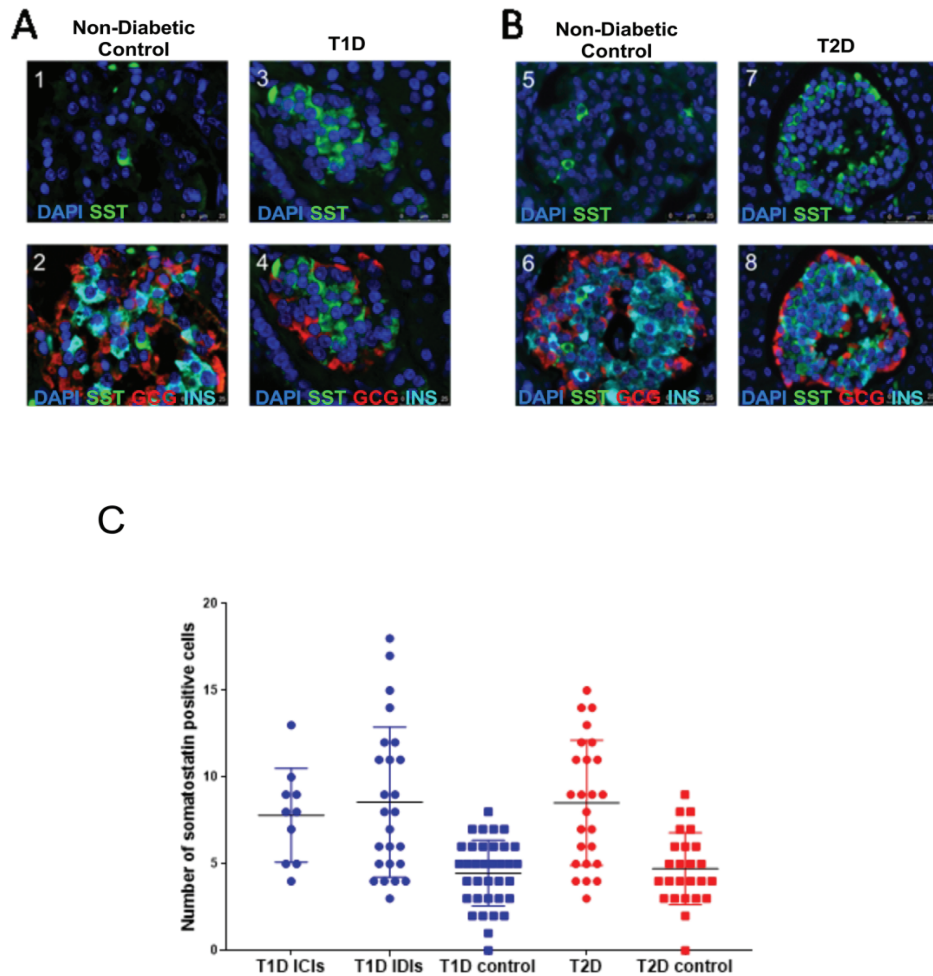 A
Non-Diabetic
Control
T1D
B
Non-Diabetic
Control
T2D
1
DAPI SST
3
DAPI SST
5
DAPI SST
7
DAPI SST
2
DAPI SST GCG INS
4
DAPI SST GCG INS
6
DAPI SST GCG INS
8
DAPI SST GCG INS
C
Number of somatostatin positive cells
20
15
10
5
0
T1D ICIs T1D IDIs T1D control T2D T2D control